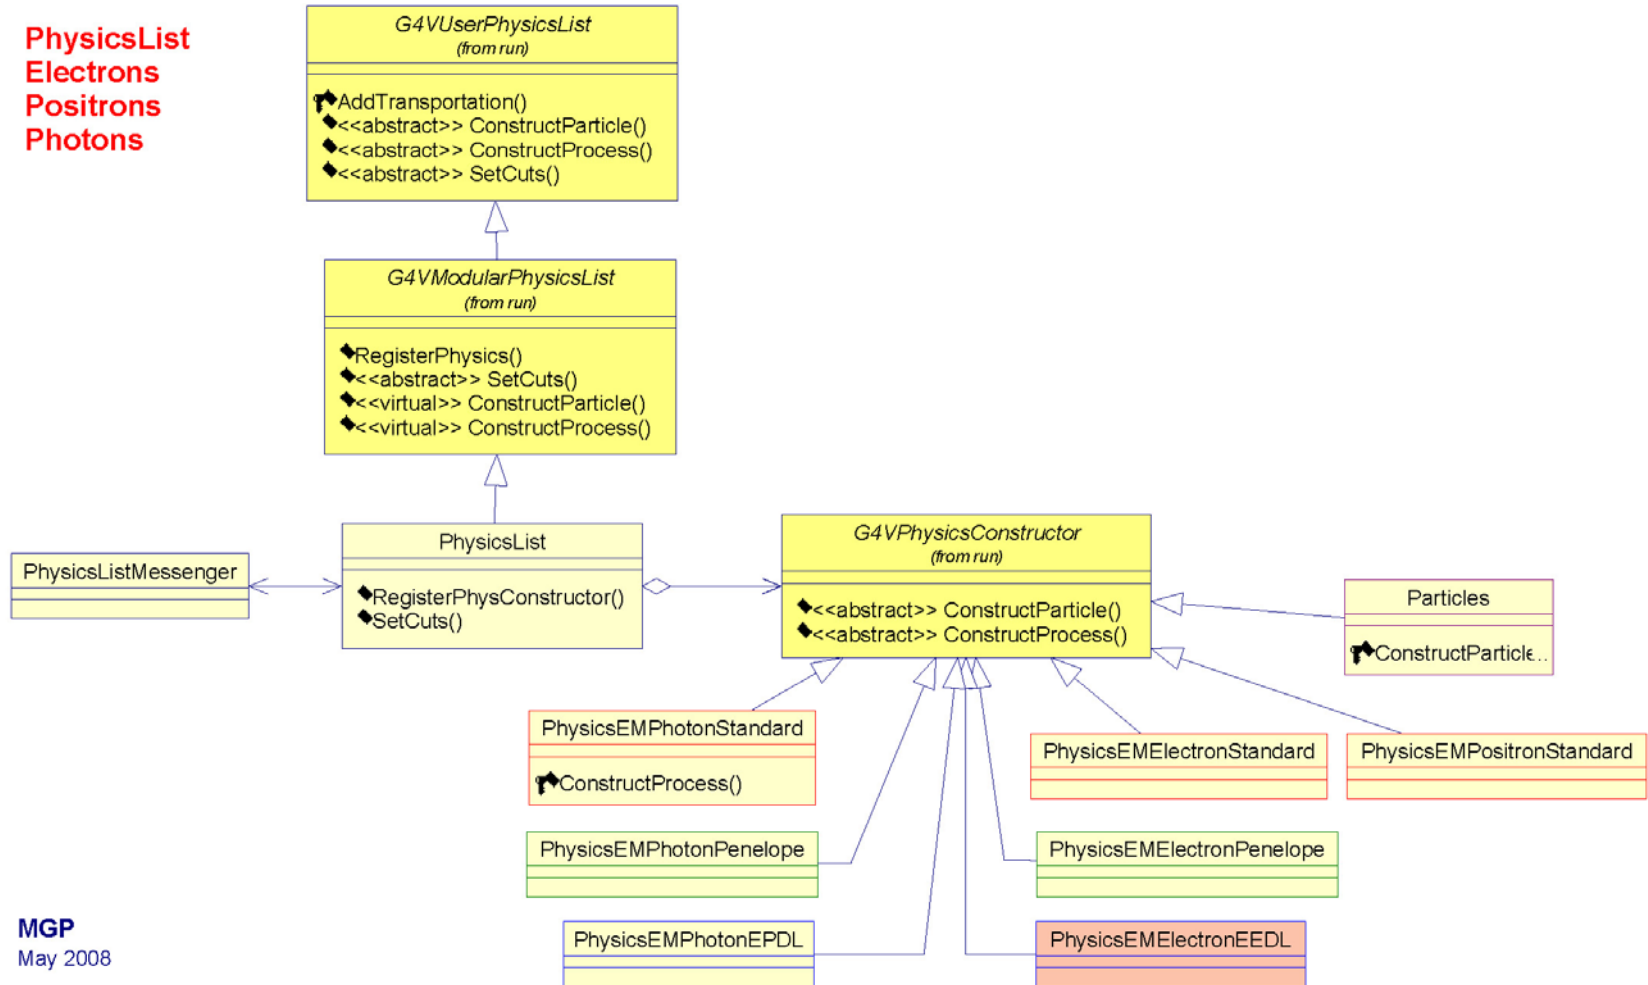 PhysicsList
Electrons
Positrons
Photons
G4VUserPhysicsList
(from run)
AddTransportation()
<<abstract>> ConstructParticle()
<<abstract>> ConstructProcess()
<<abstract>> SetCuts()
G4VModularPhysicsList
(from run)
RegisterPhysics()
<<abstract>> SetCuts()
<<virtual>> ConstructParticle()
<<virtual>> ConstructProcess()
PhysicsListMessenger
PhysicsList
RegisterPhysConstructor()
SetCuts()
G4VPhysicsConstructor
(from run)
<<abstract>> ConstructParticle()
<<abstract>> ConstructProcess()
Particles
ConstructParticle...
PhysicsEMPhotonStandard
ConstructProcess()
PhysicsEMElectronStandard
PhysicsEMPositronStandard
PhysicsEMPhotonPenelope
PhysicsEMElectronPenelope
PhysicsEMPhotonEPDL
PhysicsEMElectronEEDL
MGP
May 2008